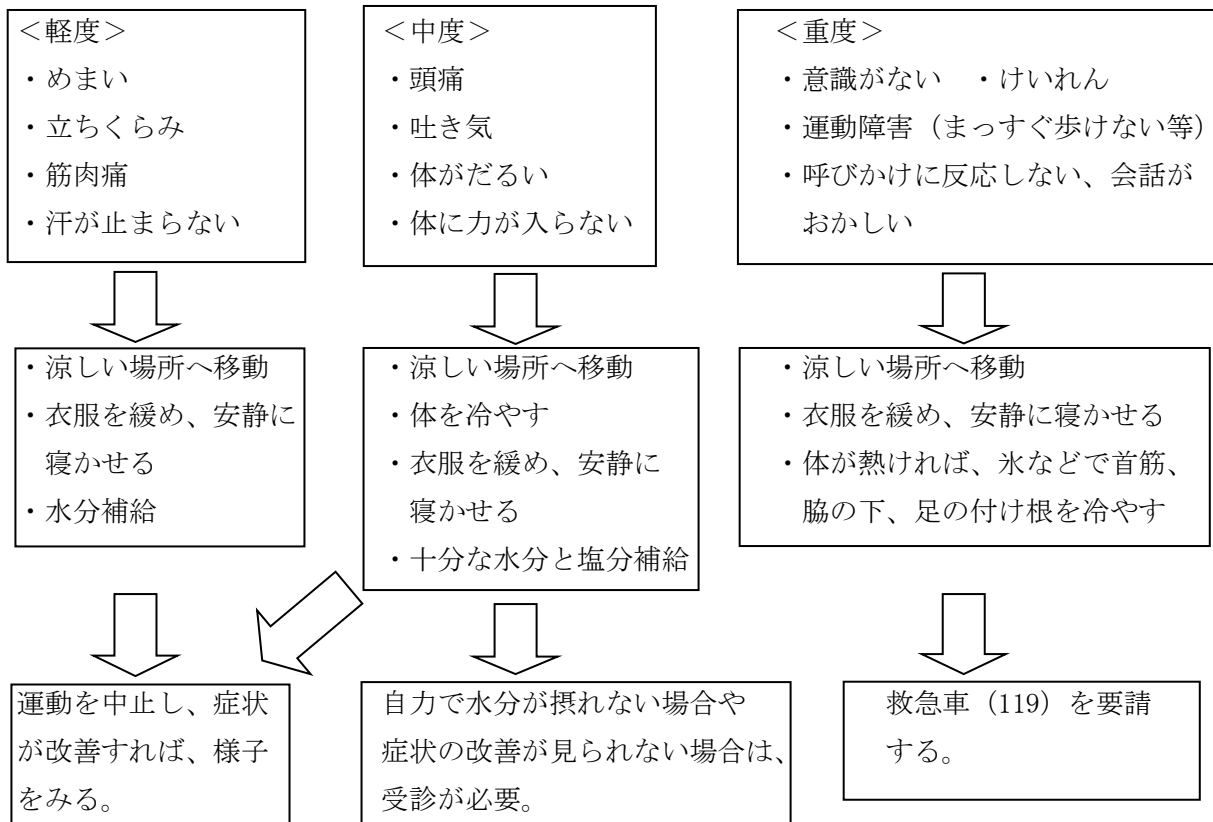 <軽度>
・めまい
・立ちくらみ
・筋肉痛
・汗が止まらない
<中度>
・頭痛
・吐き気
・体がだるい
・体に力が入らない
<重度>
・意識がない　・けいれん
・運動障害（まっすぐ歩けない等）
・呼びかけに反応しない、会話が
おかしい
・涼しい場所へ移動
・衣服を緩め、安静に
寝かせる
・水分補給
・涼しい場所へ移動
・体を冷やす
・衣服を緩め、安静に
寝かせる
・十分な水分と塩分補給
・涼しい場所へ移動
・衣服を緩め、安静に寝かせる
・体が熱ければ、氷などで首筋、
脇の下、足の付け根を冷やす
運動を中止し、症状
が改善すれば、様子
をみる。
自力で水分が摂れない場合や
症状の改善が見られない場合は、
受診が必要。
救急車（119）を要請
する。